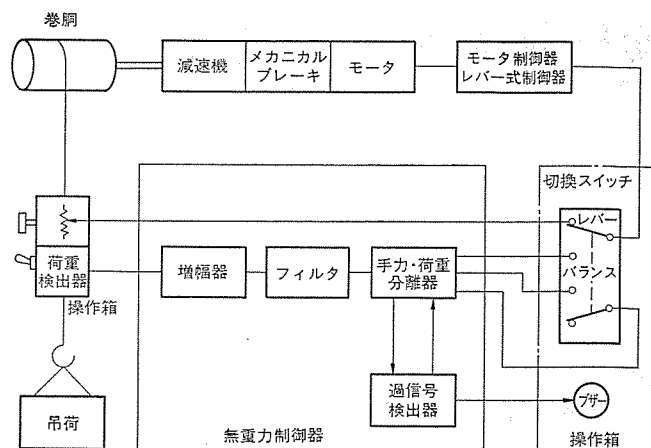 巻胴
減速機
メカニカル
ブレーキ
モータ
モータ制御器
レバー式制御器
切換スイッチ
レバー
バランス
荷重
検出器
操作箱
増幅器
フィルタ
手力・荷重
分離器
過信号
検出器
ブザー
吊荷
無重力制御器
操作箱